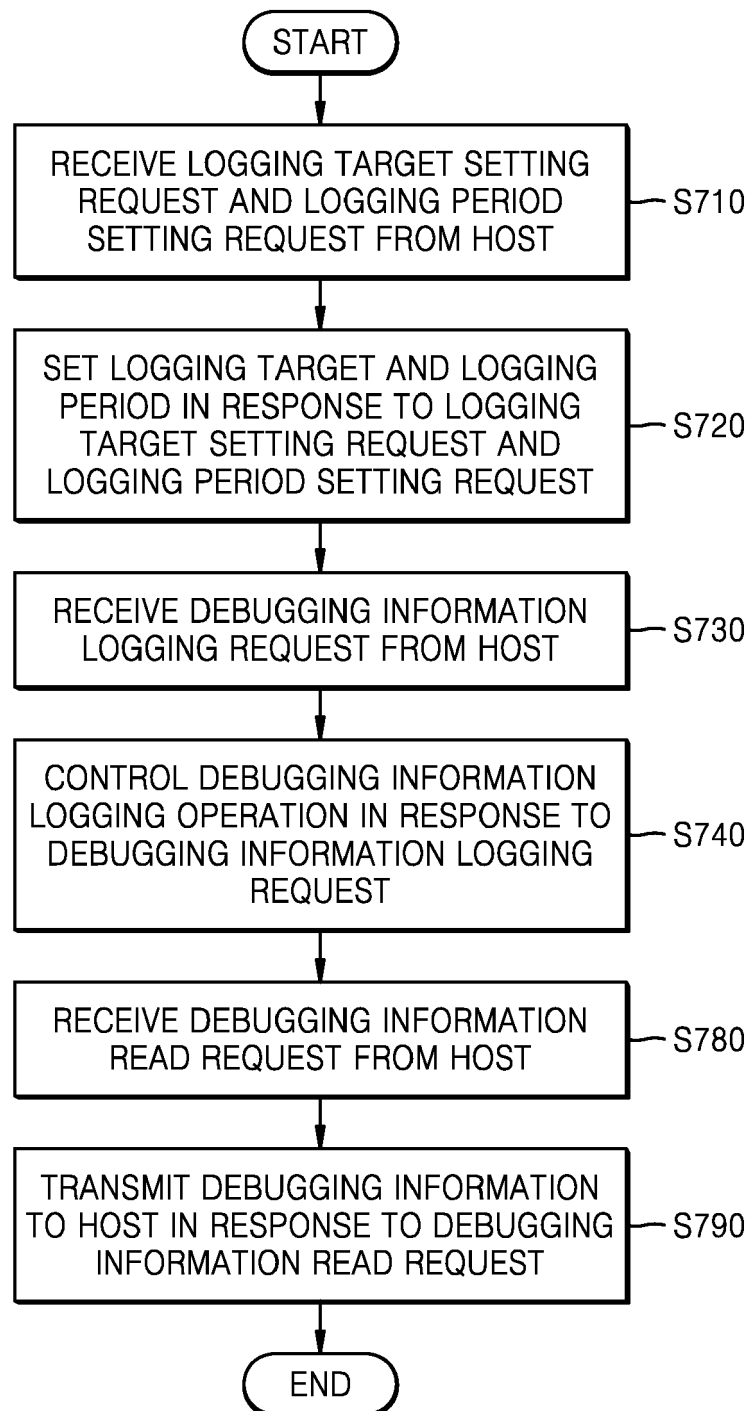 START
RECEIVE LOGGING TARGET SETTING
REQUEST AND LOGGING PERIOD
SETTING REQUEST FROM HOST
S710
SET LOGGING TARGET AND LOGGING
PERIOD IN RESPONSE TO LOGGING
TARGET SETTING REQUEST AND
LOGGING PERIOD SETTING REQUEST
S720
RECEIVE DEBUGGING INFORMATION
LOGGING REQUEST FROM HOST
S730
CONTROL DEBUGGING INFORMATION
LOGGING OPERATION IN RESPONSE TO
DEBUGGING INFORMATION LOGGING
REQUEST
S740
RECEIVE DEBUGGING INFORMATION
READ REQUEST FROM HOST
S780
TRANSMIT DEBUGGING INFORMATION
TO HOST IN RESPONSE TO DEBUGGING
INFORMATION READ REQUEST
S790
END